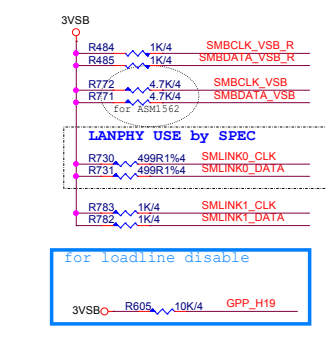 3VSB
R484 1K/4 SMBCLK_VSB_R
R485 1K/4 SMBDATA_VSB_R
R772 4.7K/4 SMBCLK_VSB
R771 4.7K/4 SMBDATA_VSB
for ASM1562
LANPHY USE by SPEC
R730 499R1%4 SMLINK0_CLK
R731 499R1%4 SMLINK0_DATA
R783 1K/4 SMLINK1_CLK
R782 1K/4 SMLINK1_DATA
for loadline disable
3VSB R605 10K/4 GPP_H19